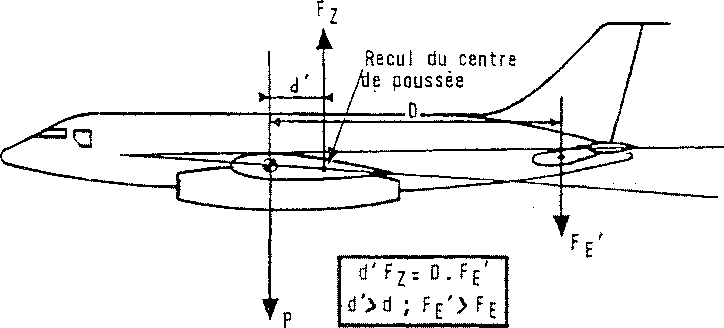 F_Z
Recul du centre
de poussée
d'
D
F_E'
d'F_Z = D.F_E'
d'>d ; F_E'>F_E
P